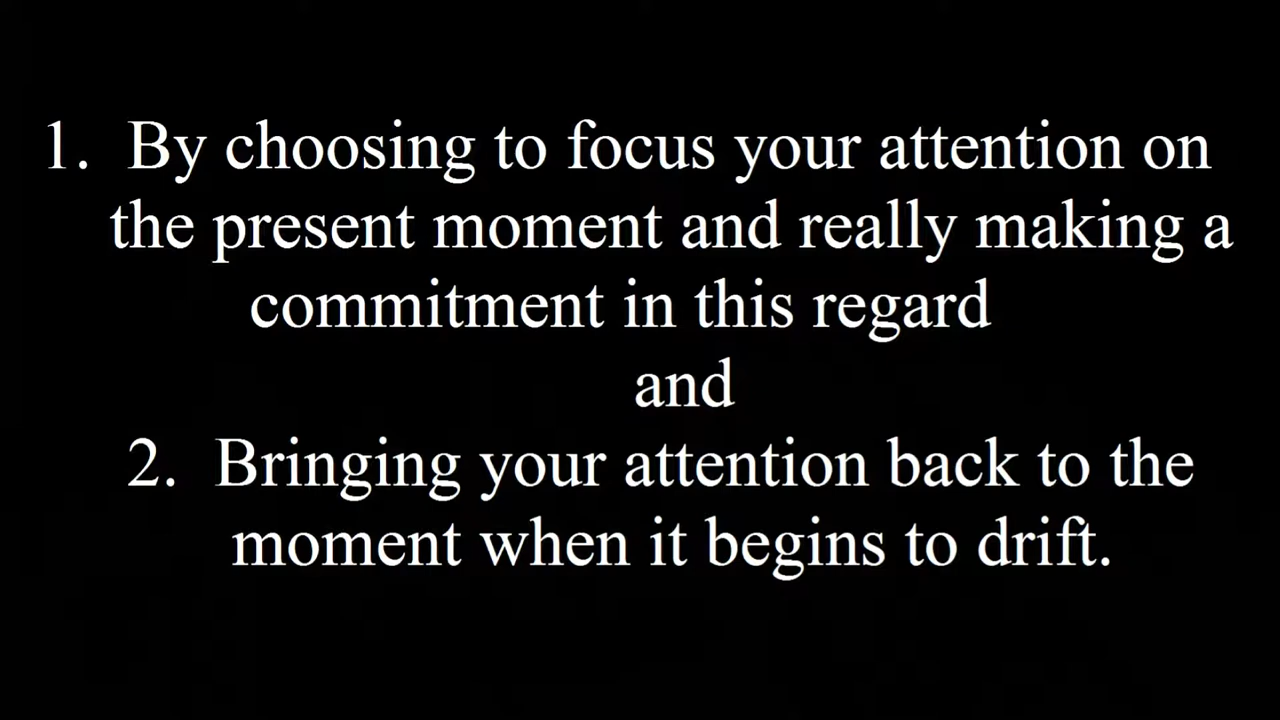 1. By choosing to focus your attention on
the present moment and really making a
commitment in this regard
and
2. Bringing your attention back to the
moment when it begins to drift.